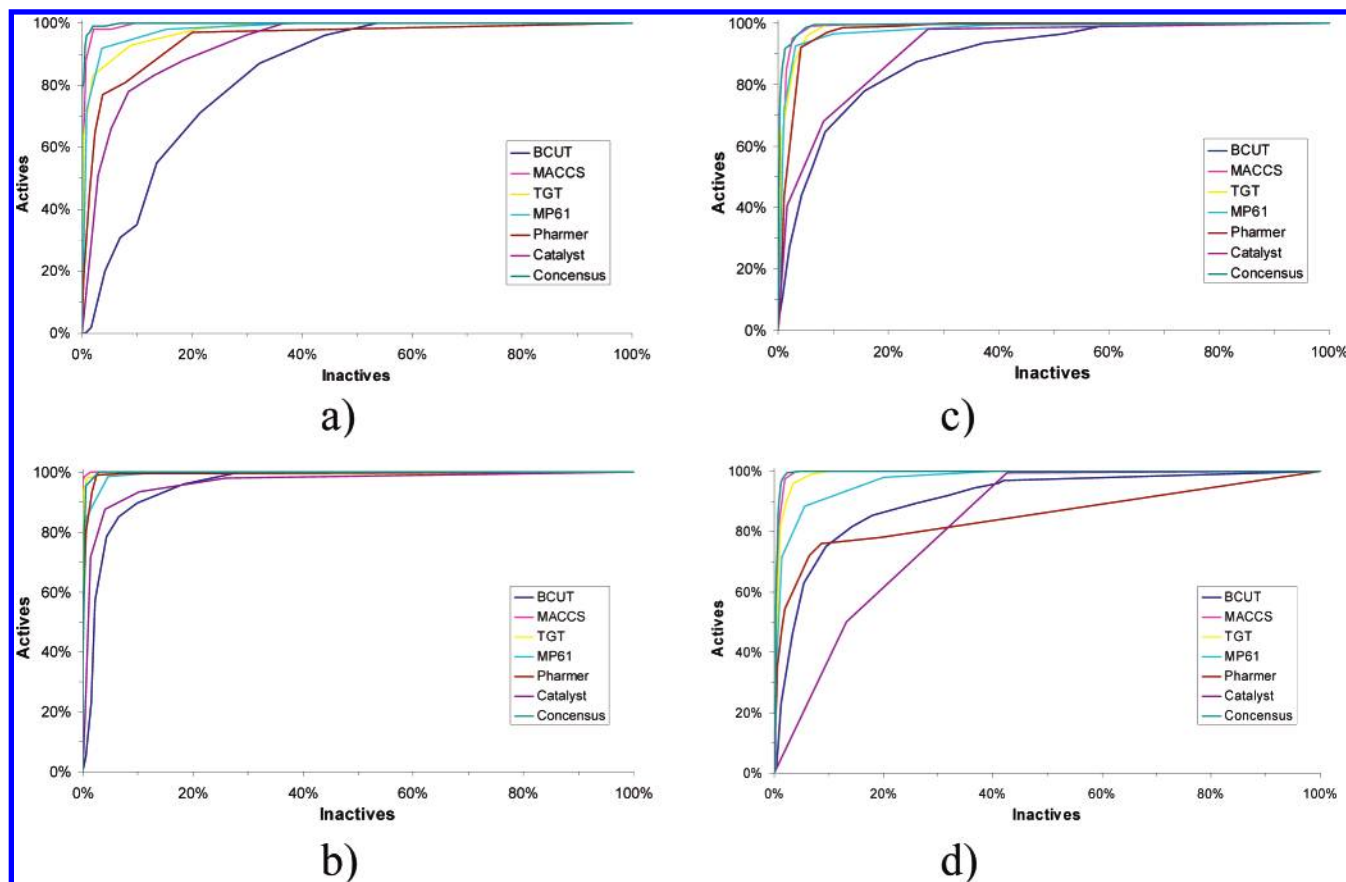 100%
80%
60%
40%
20%
0%
Actives
0% 20% 40% 60% 80% 100%
Inactives
BCUT
MACCS
TGT
MP61
Pharmer
Catalyst
Concensus
a)
100%
80%
60%
40%
20%
0%
Actives
0% 20% 40% 60% 80% 100%
Inactives
BCUT
MACCS
TGT
MP61
Pharmer
Catalyst
Concensus
c)
100%
80%
60%
40%
20%
0%
Actives
0% 20% 40% 60% 80% 100%
Inactives
BCUT
MACCS
TGT
MP61
Pharmer
Catalyst
Concensus
b)
100%
80%
60%
40%
20%
0%
Actives
0% 20% 40% 60% 80% 100%
Inactives
BCUT
MACCS
TGT
MP61
Pharmer
Catalyst
Concensus
d)